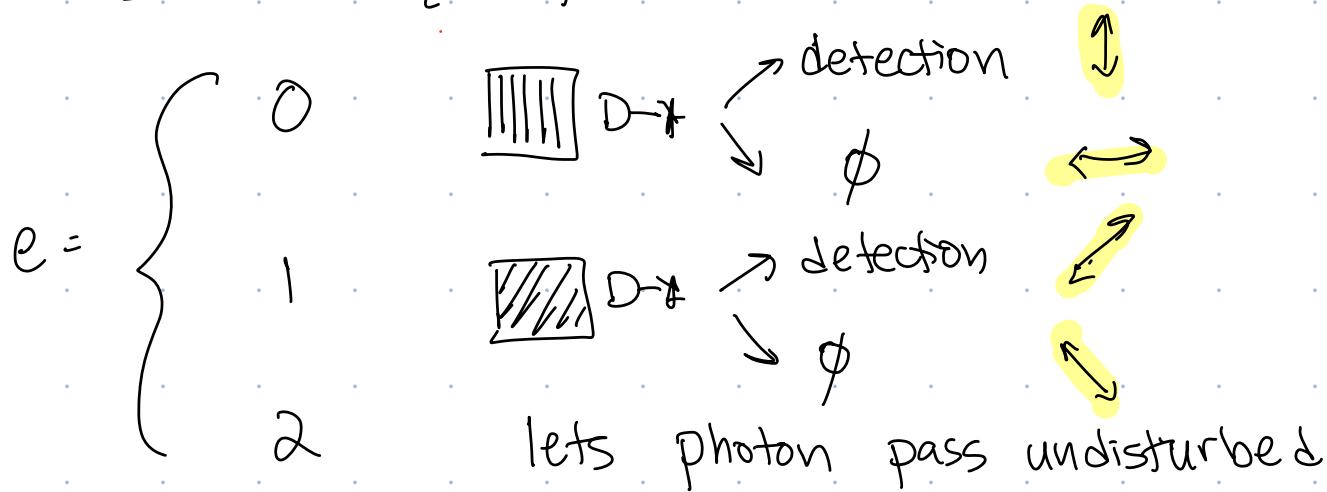 0 D detection
∅
e =
1 D detection
∅
2 lets photon pass undisturbed